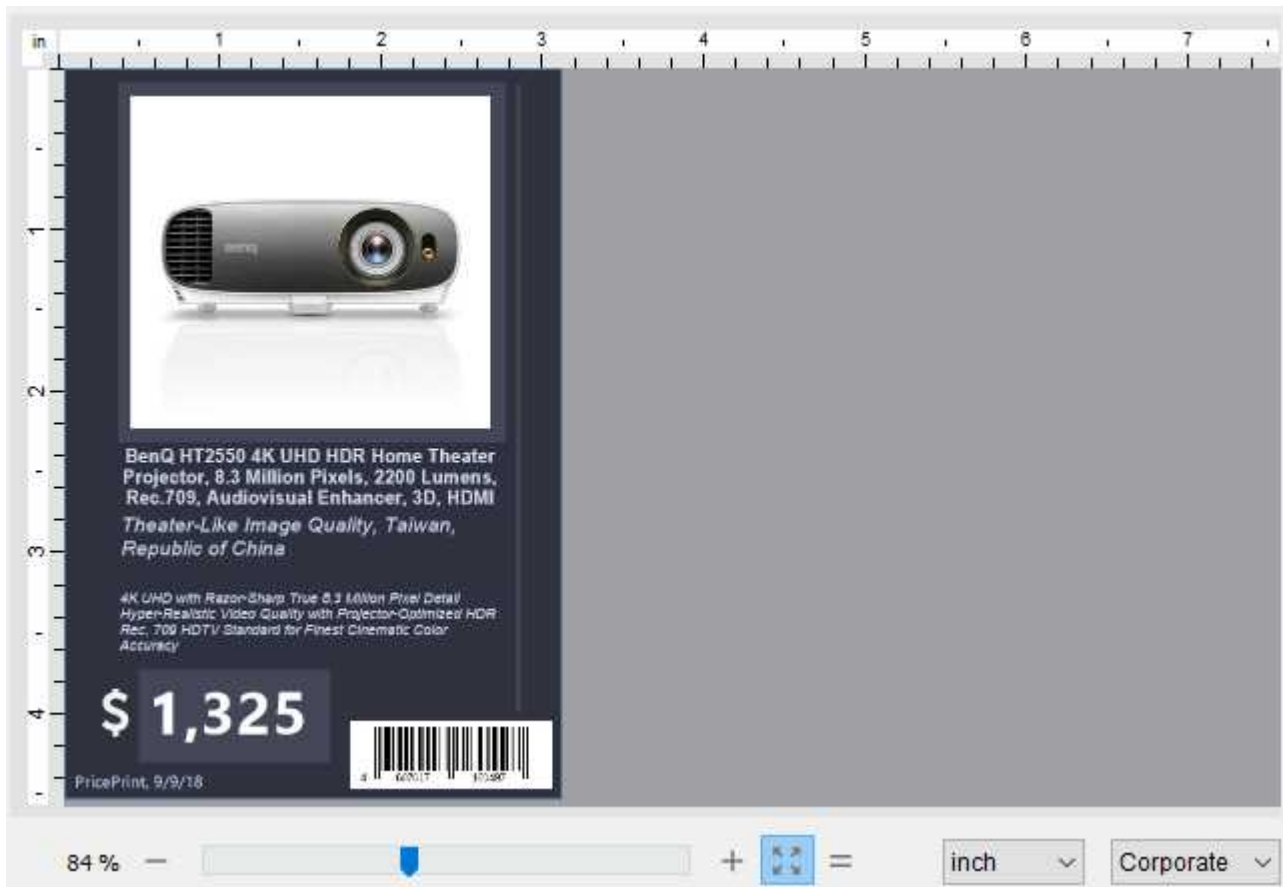 in 1 2 3 4 5 6 7
1
2
3
4
BenQ
BenQ HT2550 4K UHD HDR Home Theater
Projector, 8.3 Million Pixels, 2200 Lumens,
Rec.709, Audiovisual Enhancer, 3D, HDMI
Theater-Like Image Quality, Taiwan,
Republic of China
4K UHD with Razor-Sharp True 8.3 Million Pixel Detail
Hyper-Realistic Video Quality with Projector-Optimized HDR
Rec. 709 HDTV Standard for Finest Cinematic Color
Accuracy
$ 1,325
PricePrint, 9/9/18
84 % — + = inch Corporate